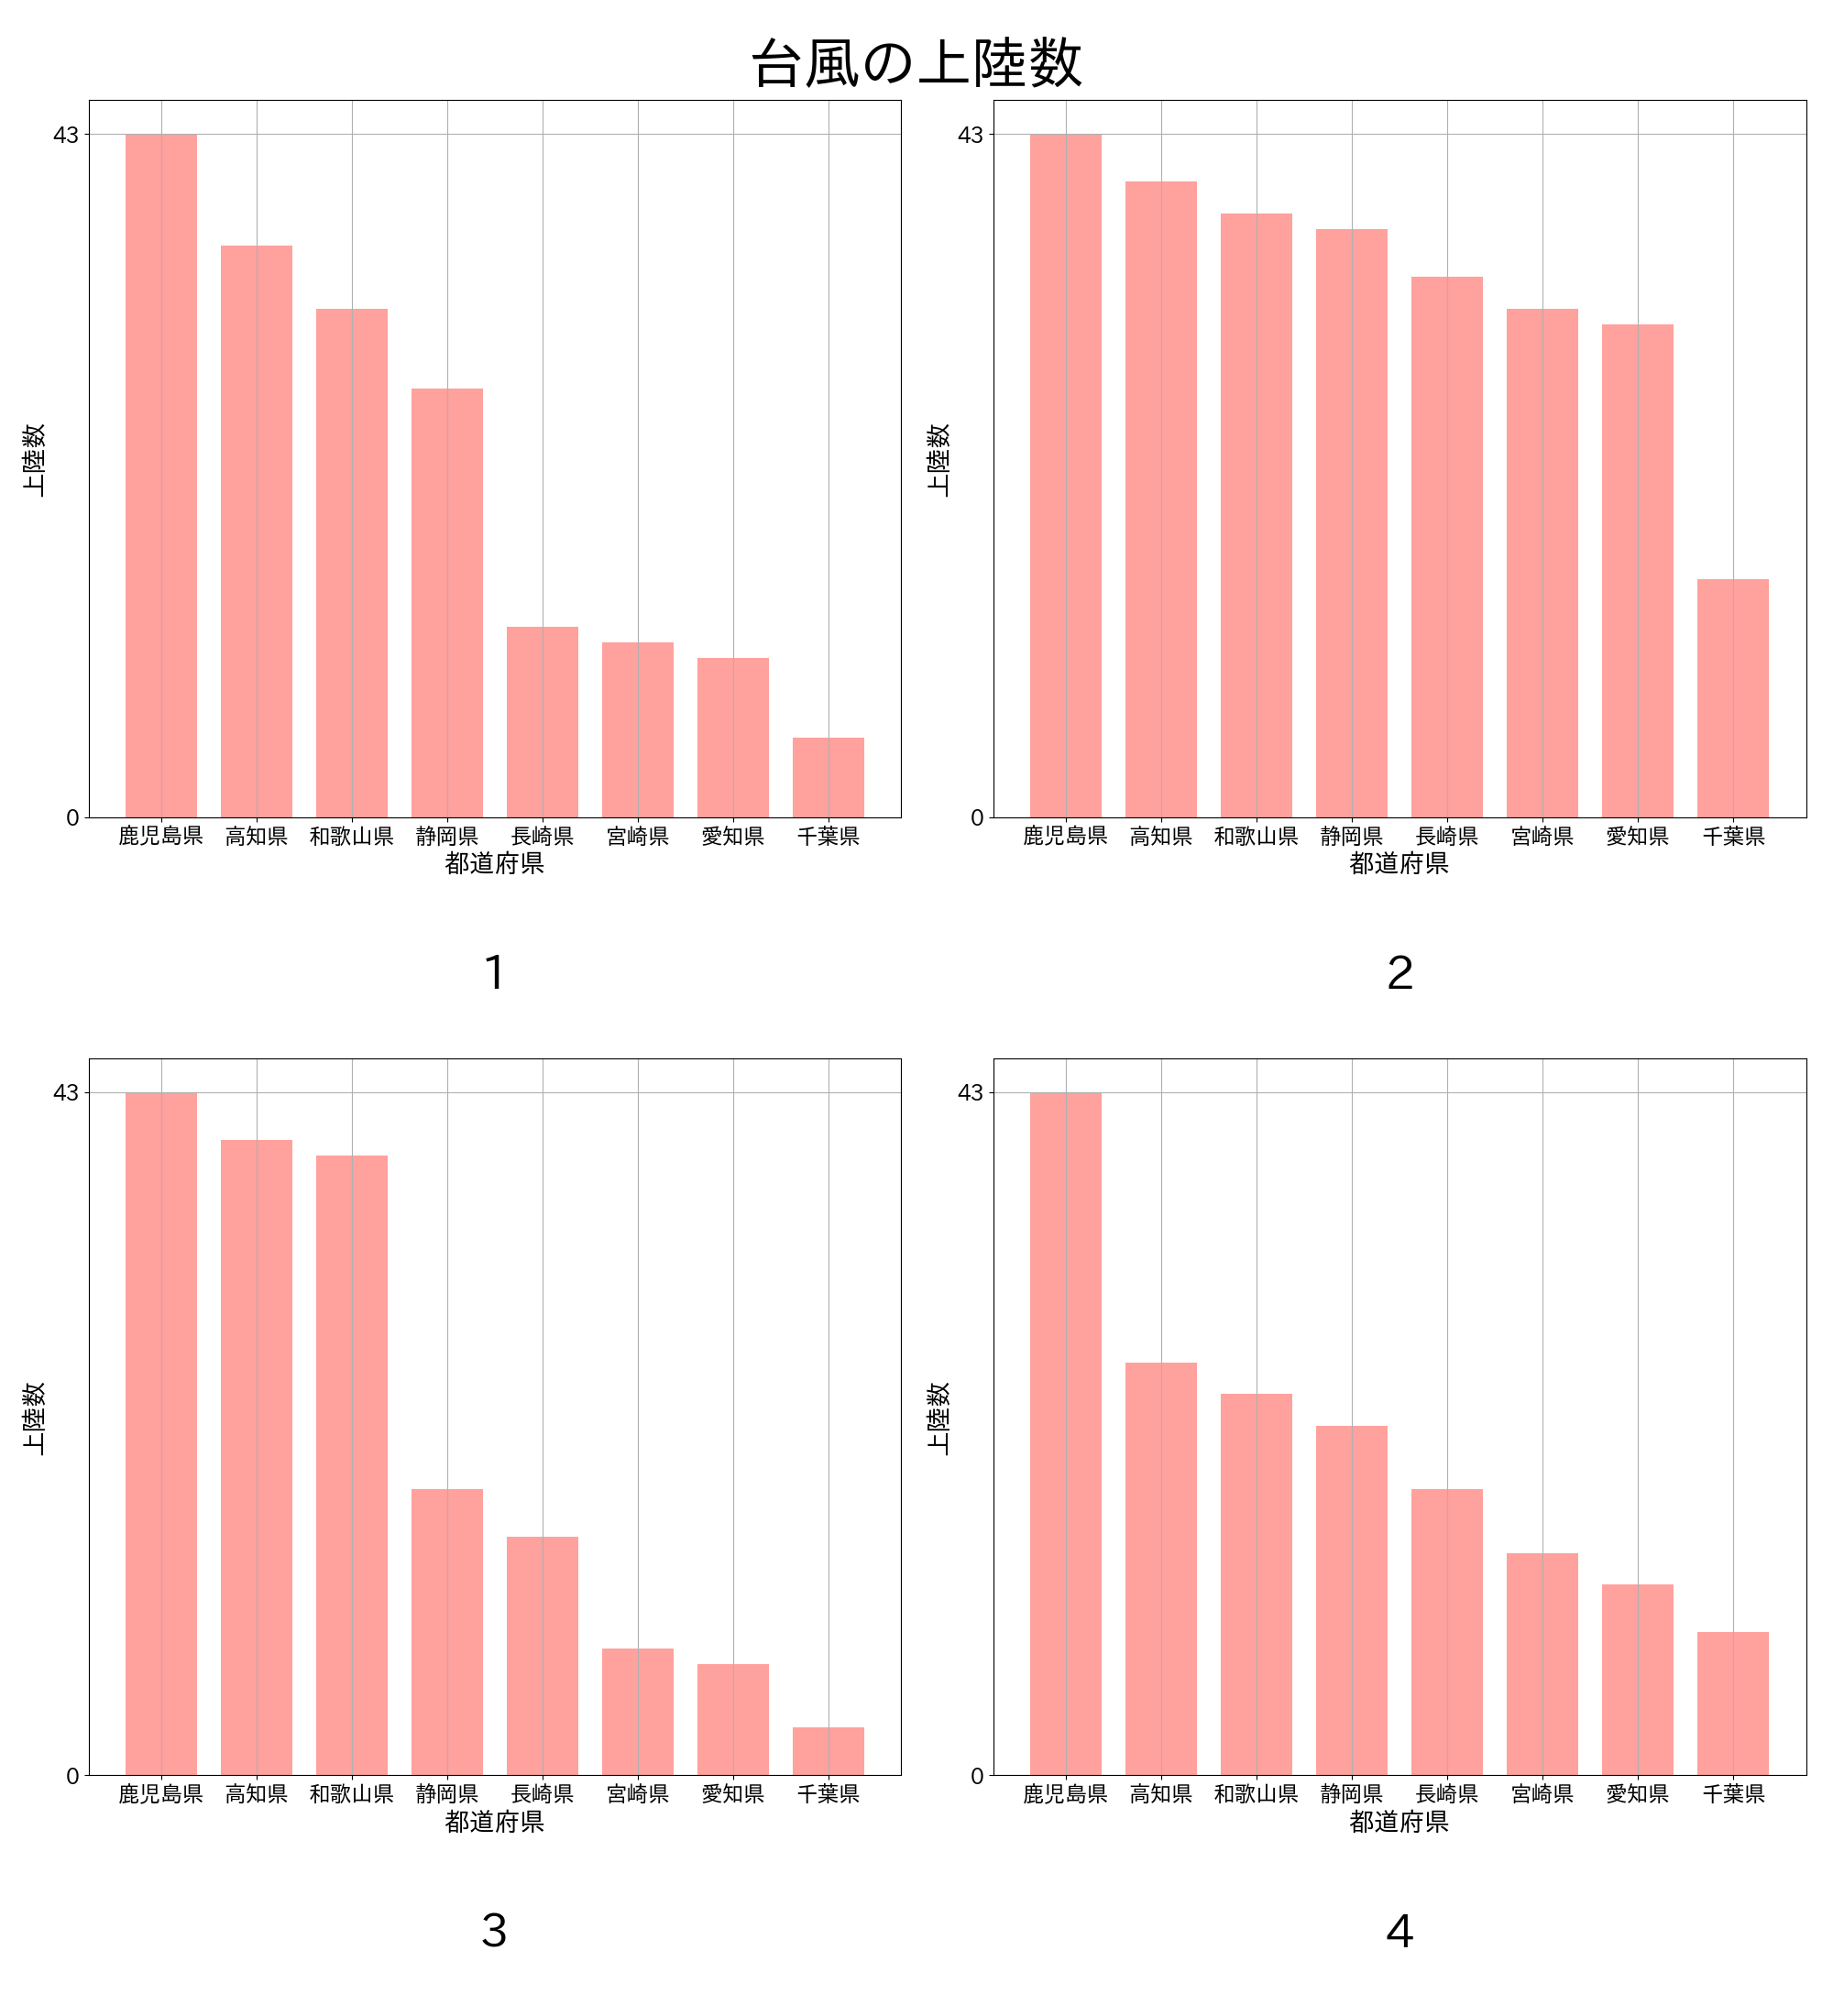 台風の上陸数
43
0
上陸数
鹿児島県 高知県 和歌山県 静岡県 長崎県 宮崎県 愛知県 千葉県
都道府県
1
43
0
上陸数
鹿児島県 高知県 和歌山県 静岡県 長崎県 宮崎県 愛知県 千葉県
都道府県
2
43
0
上陸数
鹿児島県 高知県 和歌山県 静岡県 長崎県 宮崎県 愛知県 千葉県
都道府県
3
43
0
上陸数
鹿児島県 高知県 和歌山県 静岡県 長崎県 宮崎県 愛知県 千葉県
都道府県
4